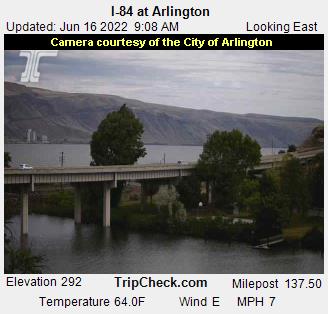 I-84 at Arlington
Updated: Jun 16 2022 9:08 AM Looking East
Camera courtesy of the City of Arlington
Elevation 292 TripCheck.com Milepost 137.50
Temperature 64.0F Wind E MPH 7